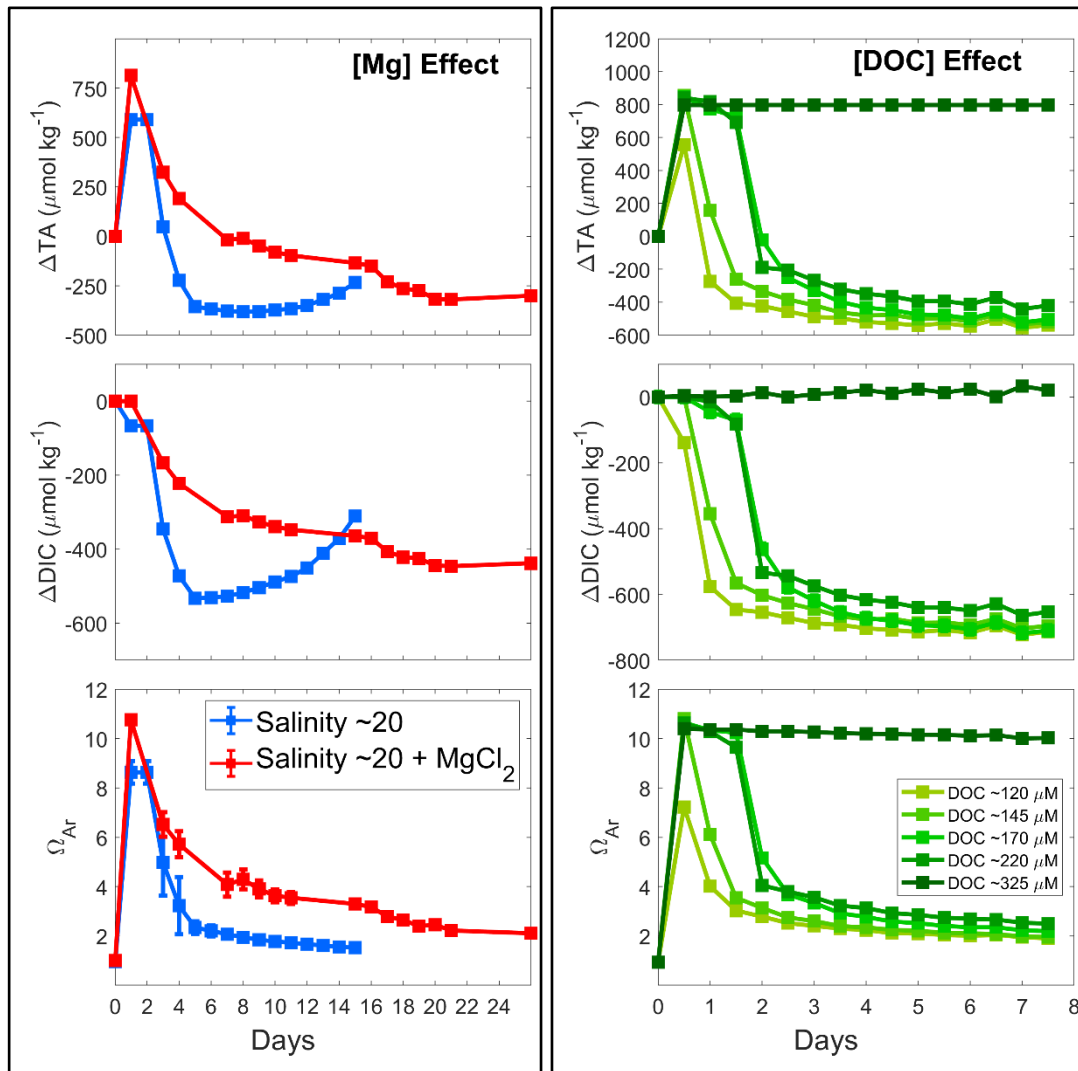 [Mg] Effect
ΔTA (μmol kg-1)
750
500
250
0
-250
-500
ΔDIC (μmol kg-1)
0
-200
-400
-600
ΩAr
12
10
8
6
4
2
Salinity ~20
Salinity ~20 + MgCl2
0 2 4 6 8 10 12 14 16 18 20 22 24
Days
[DOC] Effect
ΔTA (μmol kg-1)
1200
1000
800
600
400
200
0
-200
-400
-600
ΔDIC (μmol kg-1)
0
-200
-400
-600
-800
ΩAr
12
10
8
6
4
2
DOC ~120 μM
DOC ~145 μM
DOC ~170 μM
DOC ~220 μM
DOC ~325 μM
0 1 2 3 4 5 6 7 8
Days